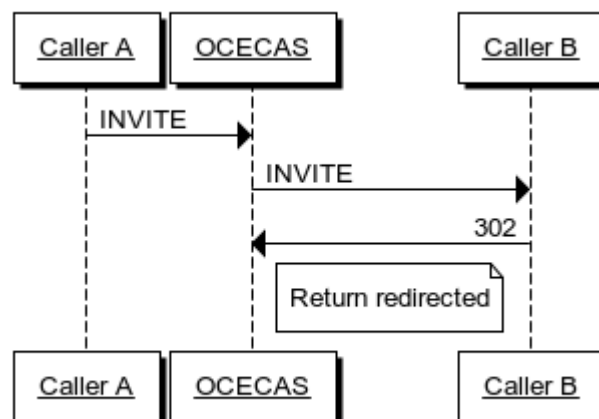 Caller A
OCECAS
Caller B
INVITE
INVITE
302
Return redirected
Caller A
OCECAS
Caller B